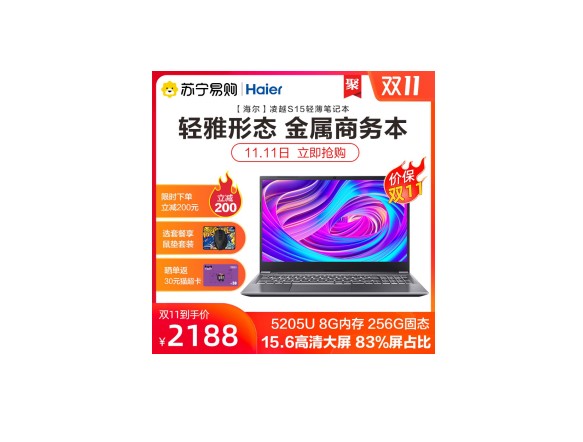 苏宁易购 Haier
聚 双11
【海尔】凌越S15轻薄笔记本
轻雅形态 金属商务本
11.11日 立即抢购
价保
双11
限时下单
立减200元
立减
200
选套餐享
鼠垫套装
晒单返
30元猫超卡
双11到手价
¥2188
5205U 8G内存 256G固态
15.6高清大屏 83%屏占比